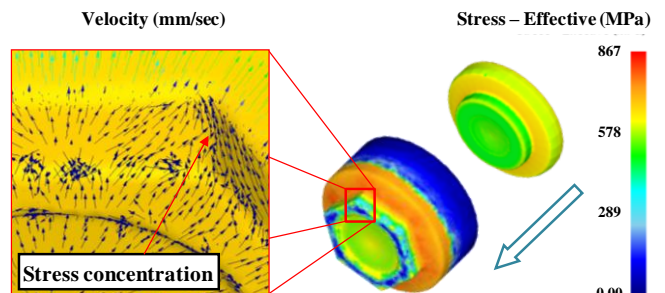 Velocity (mm/sec)
Stress – Effective (MPa)
867
578
289
0.00
Stress concentration